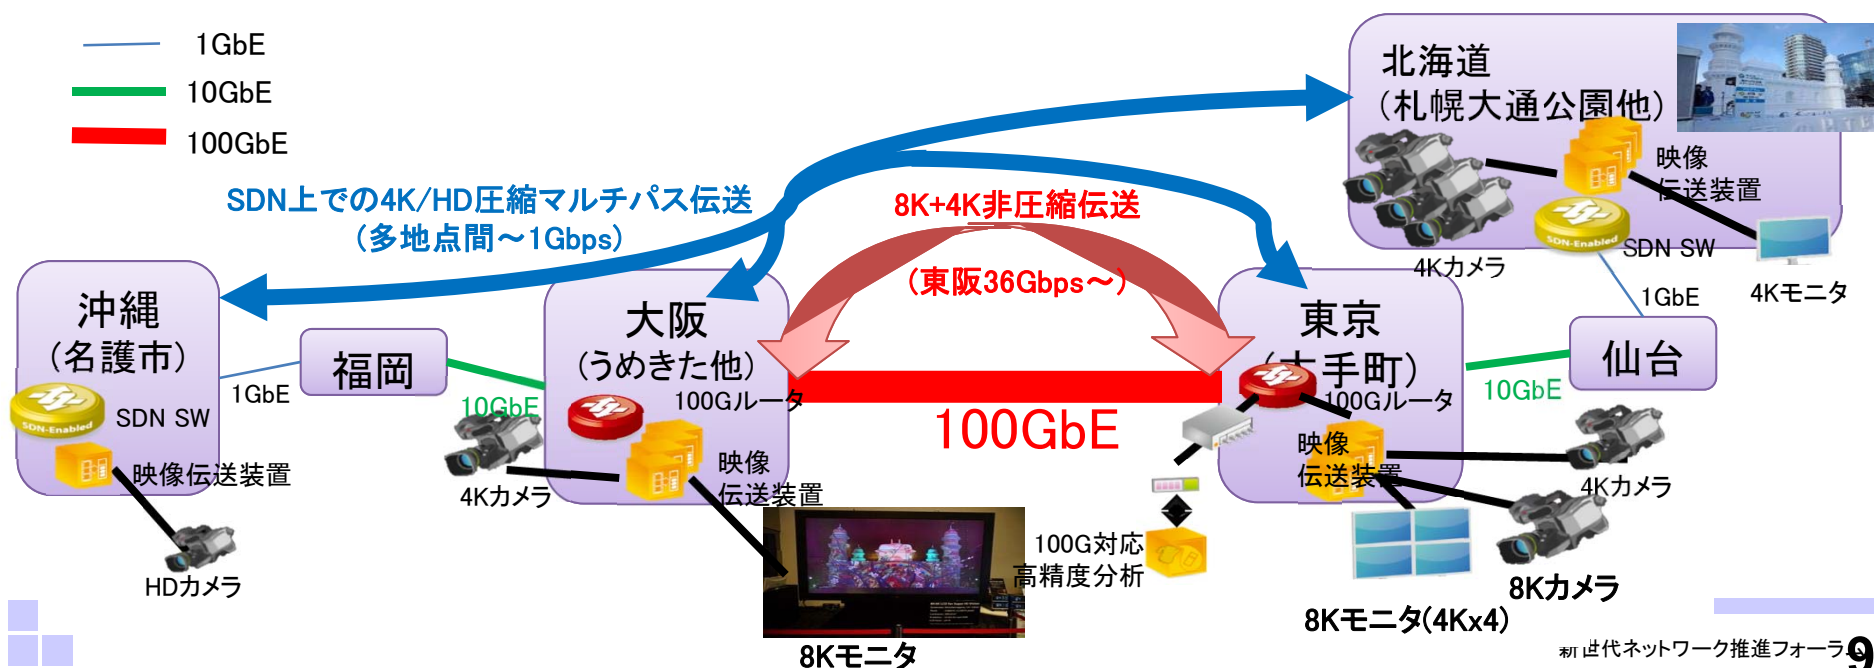 1GbE
10GbE
100GbE
SDN上での4K/HD圧縮マルチパス伝送
(多地点間～1Gbps)
8K+4K非圧縮伝送
(東阪36Gbps～)
北海道
(札幌大通公園他)
映像
伝送装置
SDN-Enabled
SDN SW
4Kカメラ
4Kモニタ
1GbE
仙台
10GbE
沖縄
(名護市)
SDN-Enabled
SDN SW
映像伝送装置
HDカメラ
1GbE
福岡
10GbE
大阪
(うめきた他)
100Gルータ
映像
伝送装置
4Kカメラ
8Kモニタ
100GbE
東京
(大手町)
100Gルータ
映像
伝送装置
100G対応
高精度分析
4Kカメラ
8Kカメラ
8Kモニタ(4Kx4)
新世代ネットワーク推進フォーラム
9